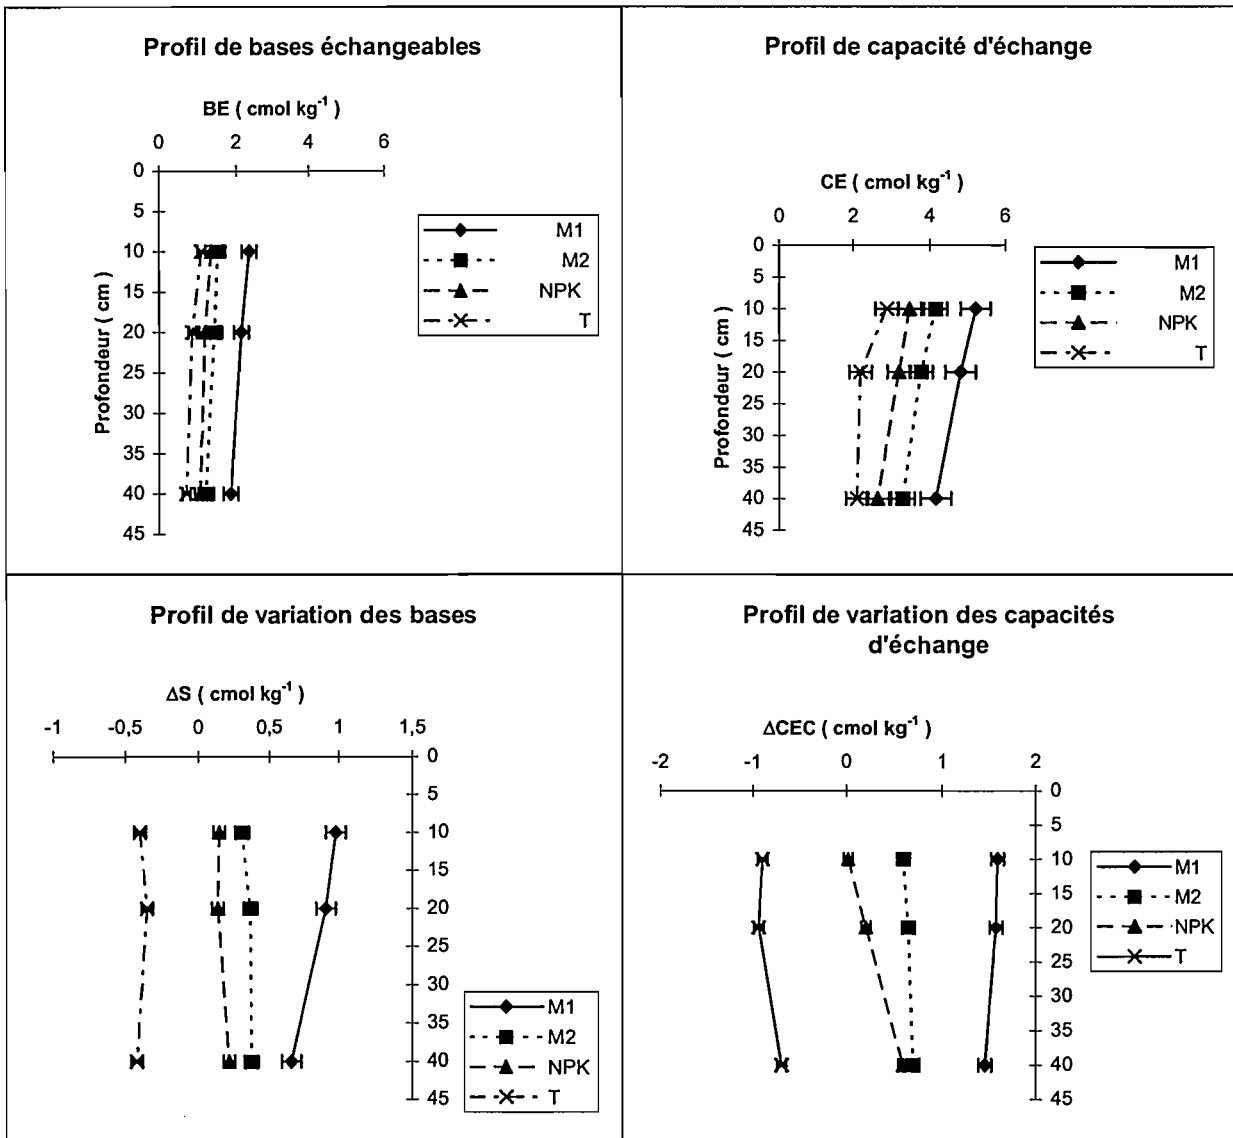 Profil de bases échangeables
BE ( cmol kg⁻¹ )
0 2 4 6
0
5
10
15
20
25
30
35
40
45
Profondeur ( cm )
M1
M2
NPK
T
Profil de capacité d'échange
CE ( cmol kg⁻¹ )
0 2 4 6
0
5
10
15
20
25
30
35
40
45
Profondeur ( cm )
M1
M2
NPK
T
Profil de variation des bases
ΔS ( cmol kg⁻¹ )
-1 -0,5 0 0,5 1 1,5
0
5
10
15
20
25
30
35
40
45
M1
M2
NPK
T
Profil de variation des capacités
d'échange
ΔCEC ( cmol kg⁻¹ )
-2 -1 0 1 2
0
5
10
15
20
25
30
35
40
45
M1
M2
NPK
T